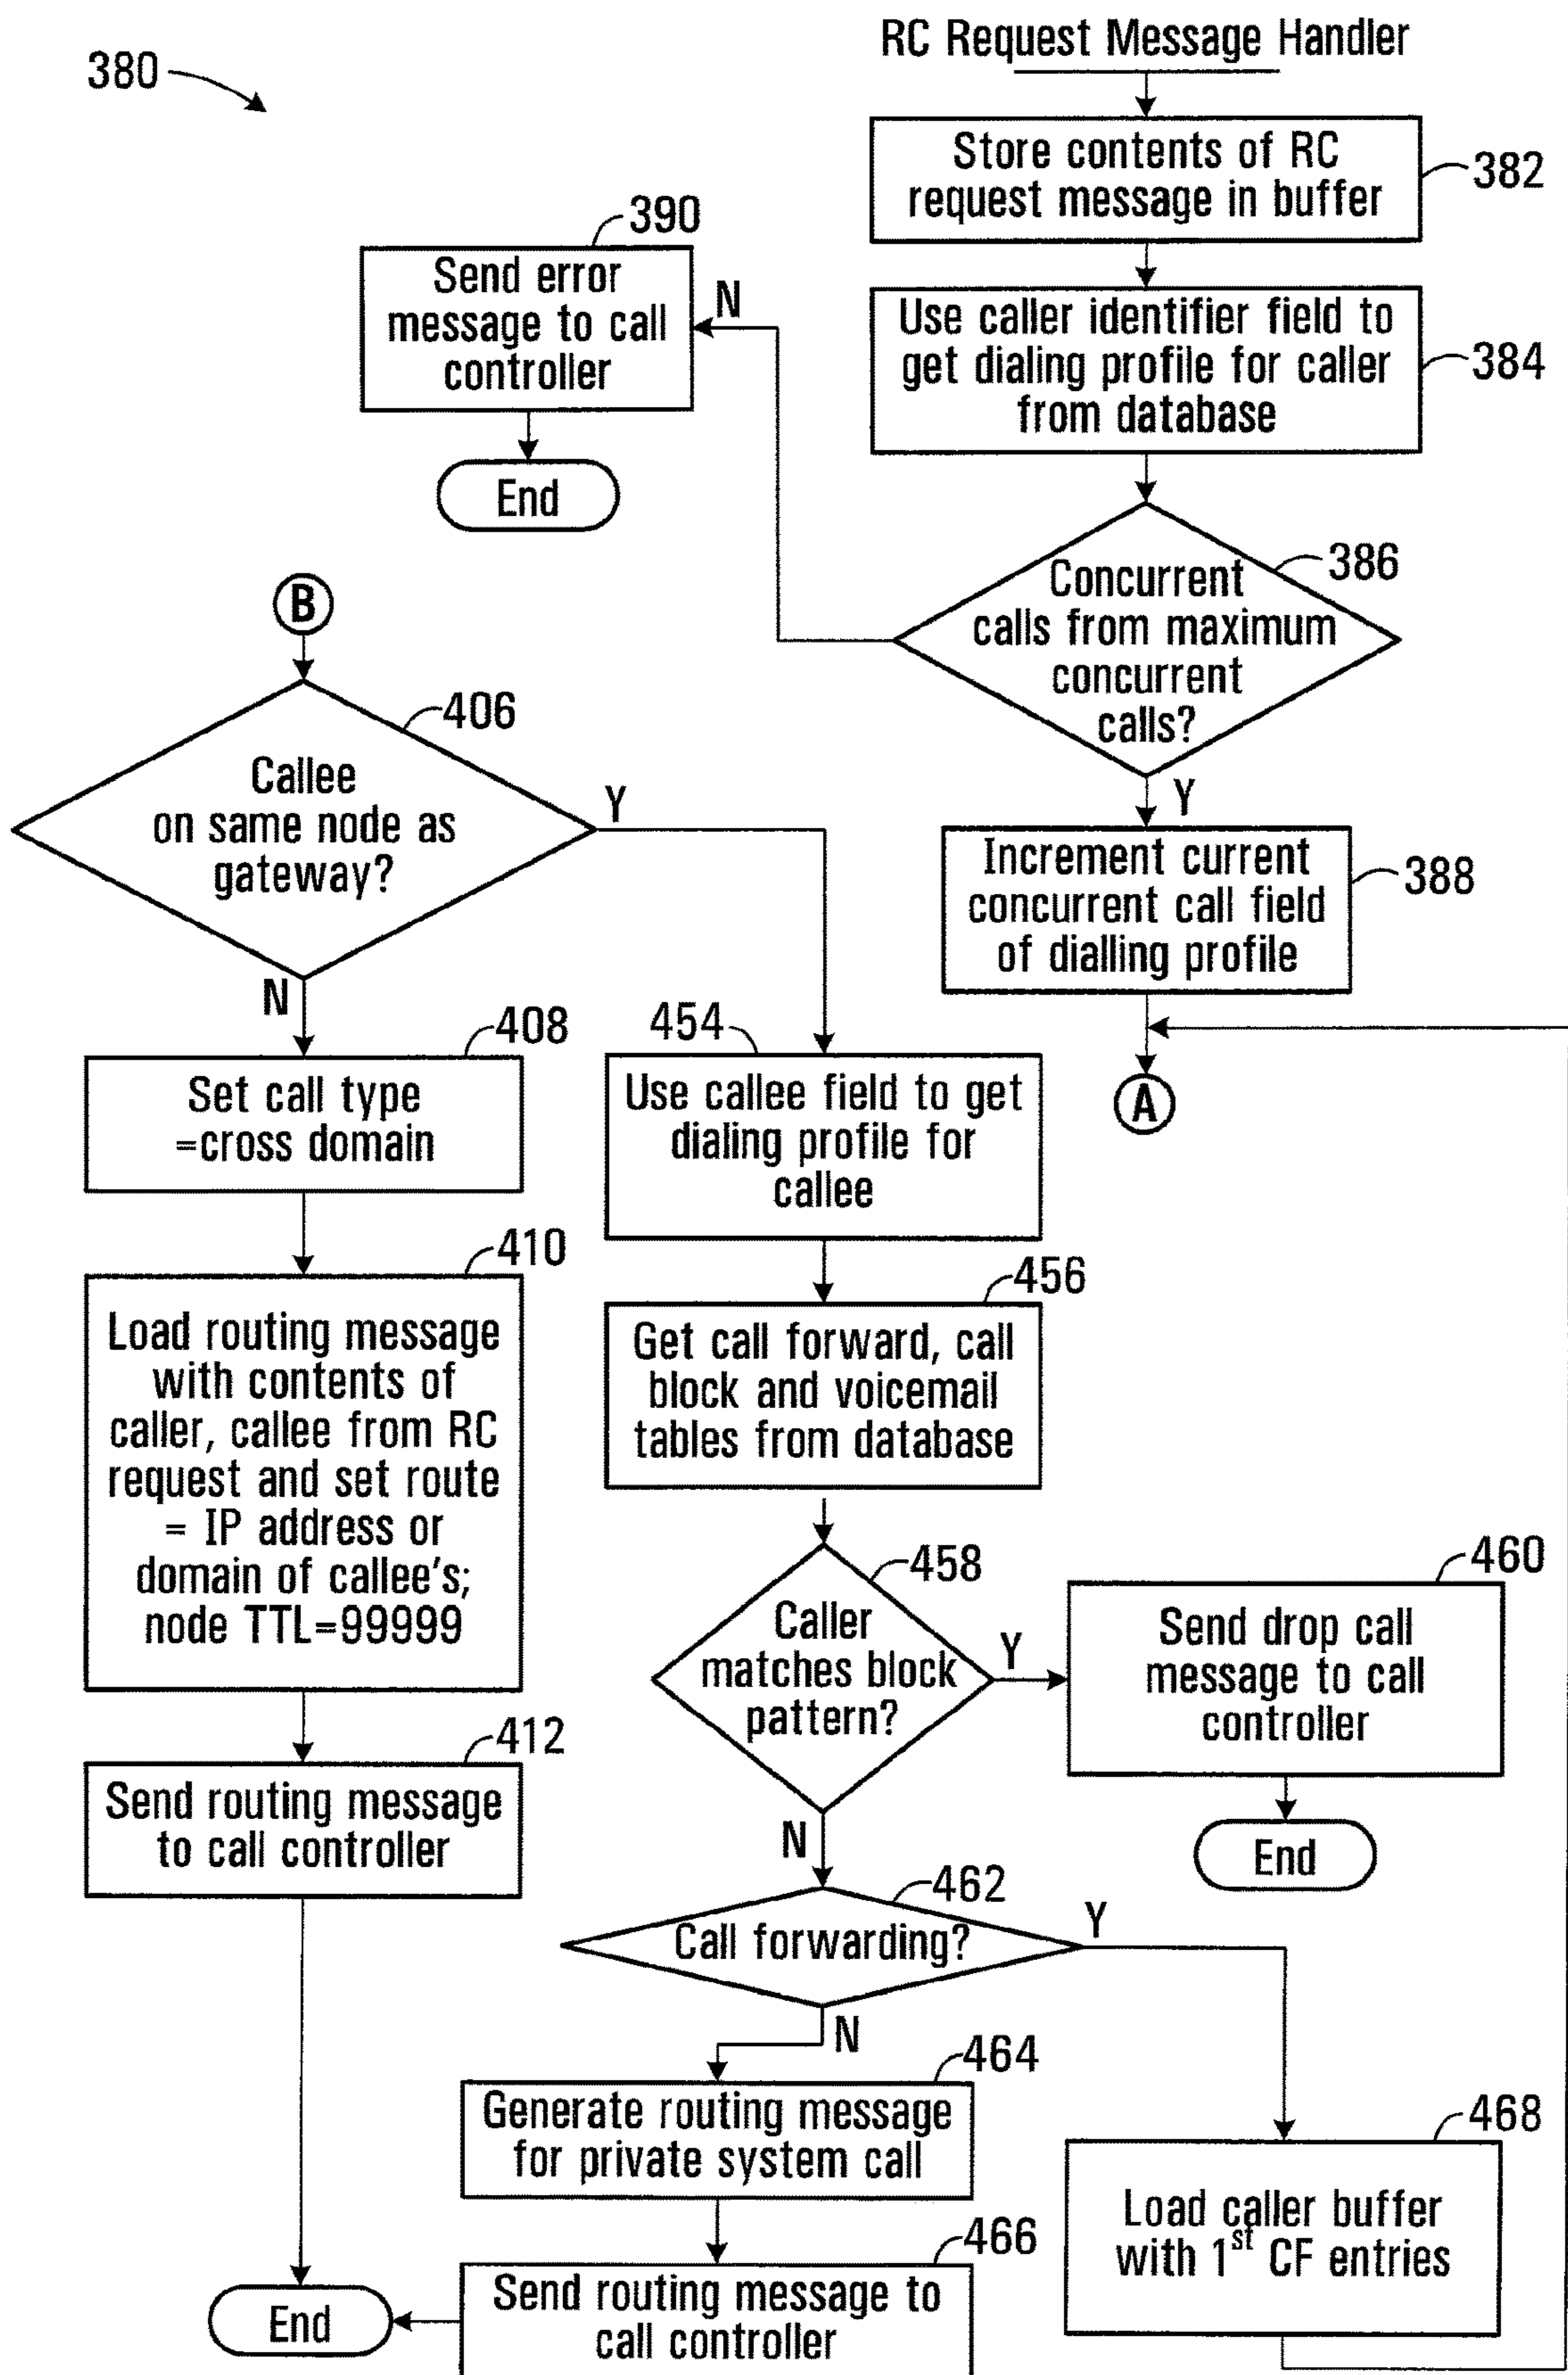 RC Request Message Handler
380
Store contents of RC
request message in buffer
382
Use caller identifier field to
get dialing profile for caller
from database
384
390
Send error
message to call
controller
N
End
Concurrent
calls from maximum
concurrent
calls?
386
Y
Increment current
concurrent call field
of dialling profile
388
A
B
406
Callee
on same node as
gateway?
Y
N
408
Set call type
=cross domain
410
Load routing message
with contents of
caller, callee from RC
request and set route
= IP address or
domain of callee's;
node TTL=99999
412
Send routing message
to call controller
454
Use callee field to get
dialing profile for
callee
456
Get call forward, call
block and voicemail
tables from database
458
Caller
matches block
pattern?
Y
460
Send drop call
message to call
controller
End
N
462
Call forwarding?
Y
N
464
Generate routing message
for private system call
466
Send routing message to
call controller
End
468
Load caller buffer
with 1st CF entries